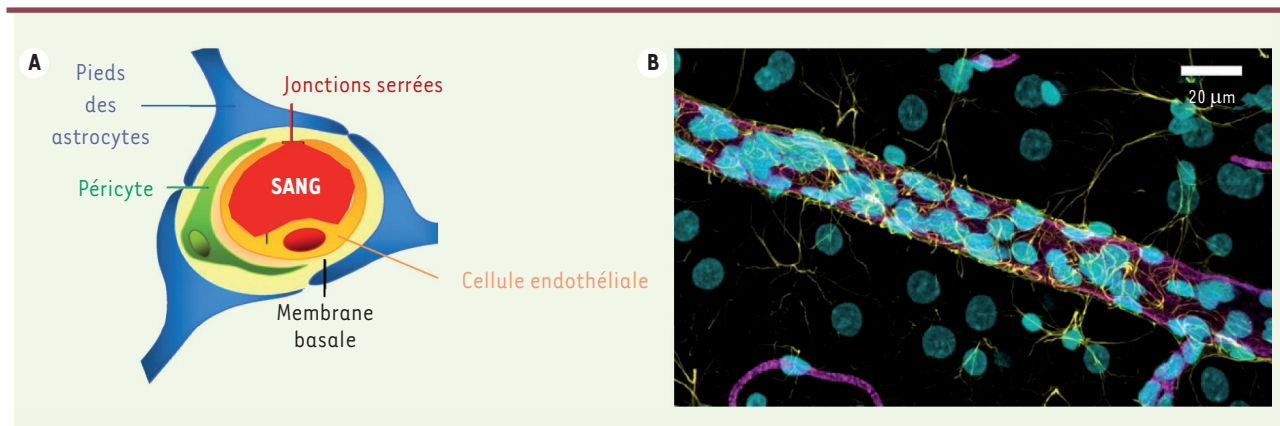 A
Pieds
des
astrocytes
Jonctions serrées
Péricyte
SANG
Cellule endothéliale
Membrane
basale
B
20 μm